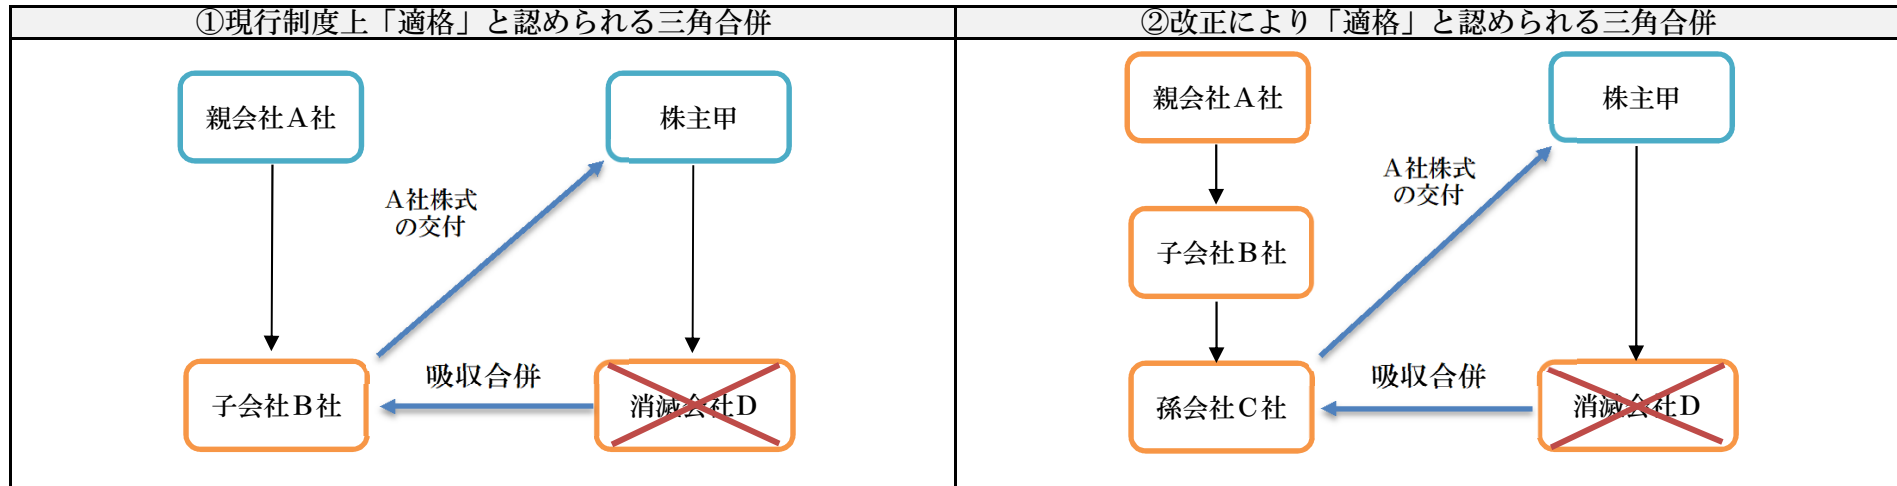 ①現行制度上「適格」と認められる三角合併
親会社A社
株主甲
A社株式
の交付
吸収合併
子会社B社
消滅会社D
②改正により「適格」と認められる三角合併
親会社A社
株主甲
A社株式
の交付
子会社B社
吸収合併
孫会社C社
消滅会社D